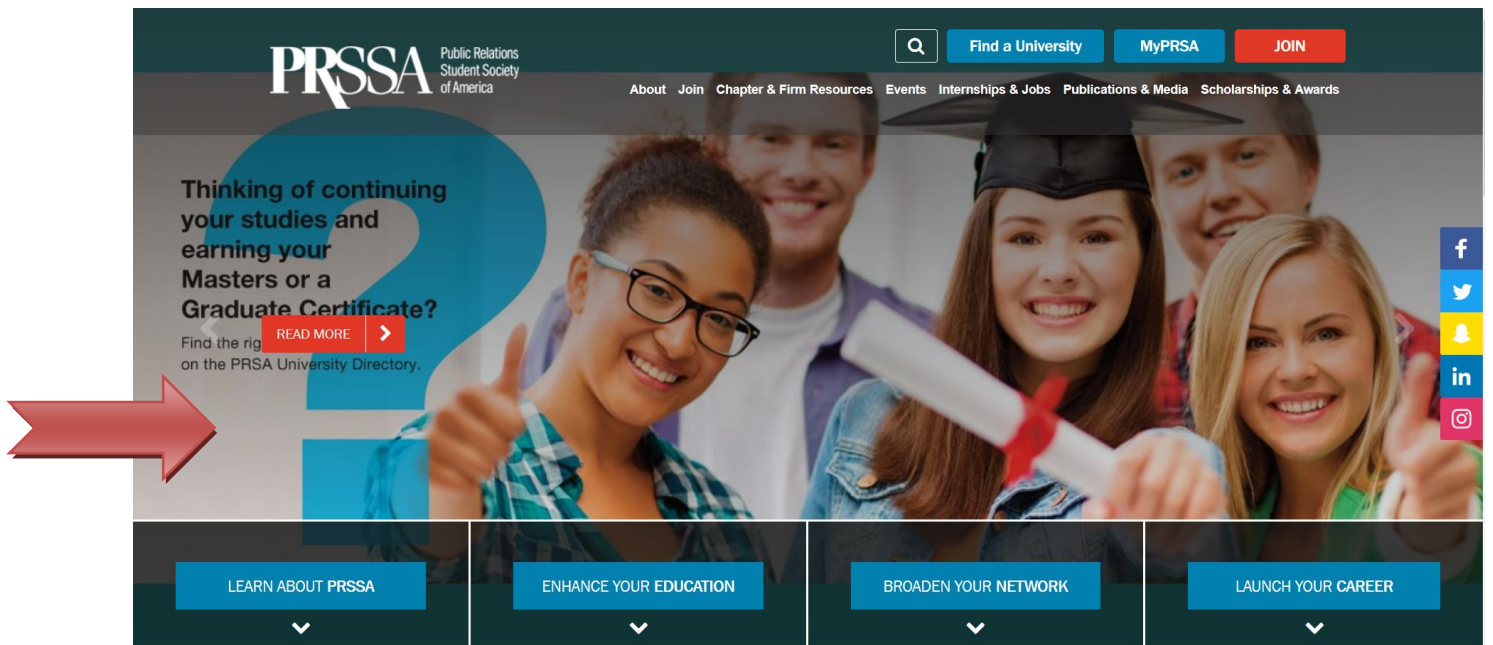 PRSSA
Public Relations
Student Society
of America
Find a University
MyPRSA
JOIN
About Join Chapter & Firm Resources Events Internships & Jobs Publications & Media Scholarships & Awards
?
Thinking of continuing
your studies and
earning your
Masters or a
Graduate Certificate?
Find the
READ MORE
on the PRSA University Directory.
f
in
LEARN ABOUT PRSSA
ENHANCE YOUR EDUCATION
BROADEN YOUR NETWORK
LAUNCH YOUR CAREER